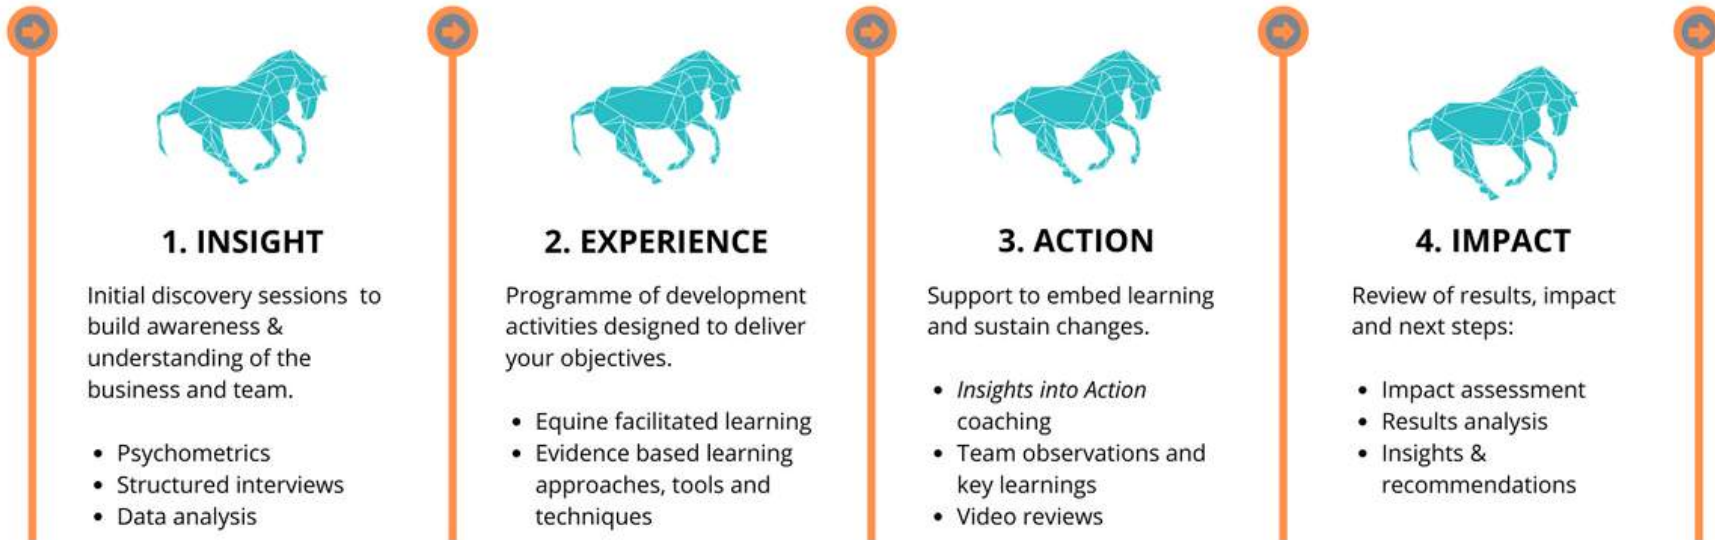 1. INSIGHT
Initial discovery sessions  to
build awareness &
understanding of the
business and team.
• Psychometrics
• Structured interviews
• Data analysis
2. EXPERIENCE
Programme of development
activities designed to deliver
your objectives.
• Equine facilitated learning
• Evidence based learning
approaches, tools and
techniques
3. ACTION
Support to embed learning
and sustain changes.
• Insights into Action
coaching
• Team observations and
key learnings
• Video reviews
4. IMPACT
Review of results, impact
and next steps:
• Impact assessment
• Results analysis
• Insights &
recommendations